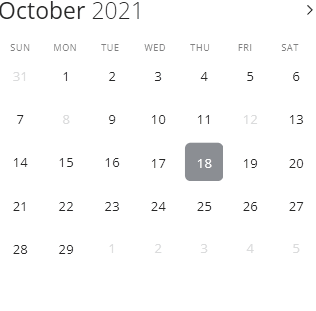 October 2021 >
SUN MON TUE WED THU FRI SAT
31 1 2 3 4 5 6
7 8 9 10 11 12 13
14 15 16 17 18 19 20
21 22 23 24 25 26 27
28 29 1 2 3 4 5